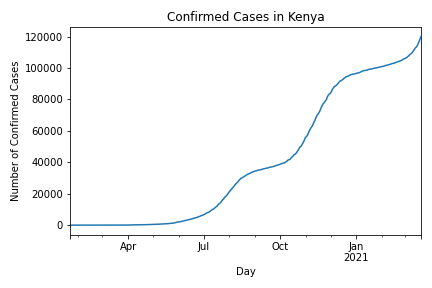 Confirmed Cases in Kenya
Number of Confirmed Cases
120000
100000
80000
60000
40000
20000
0
Apr
Jul
Oct
Jan
2021
Day